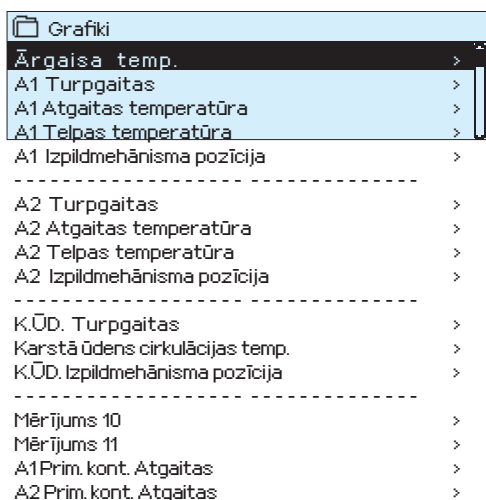 Grafiki
Ārgaisa temp. >
A1 Turpgaitas >
A1 Atgaitas temperatūra >
A1 Telpas temperatūra >
A1 Izpildmehānisma pozīcija >
- - - - - - - - - - - - - - - - - - - - - - - - - - - - - - - - -
A2 Turpgaitas >
A2 Atgaitas temperatūra >
A2 Telpas temperatūra >
A2 Izpildmehānisma pozīcija >
- - - - - - - - - - - - - - - - - - - - - - - - - - - - - - - - -
K.ŪD. Turpgaitas >
Karstā ūdens cirkulācijas temp. >
K.ŪD. Izpildmehānisma pozīcija >
- - - - - - - - - - - - - - - - - - - - - - - - - - - - - - - - -
Mērījums 10 >
Mērījums 11 >
A1 Prim. kont. Atgaitas >
A2 Prim. kont. Atgaitas >